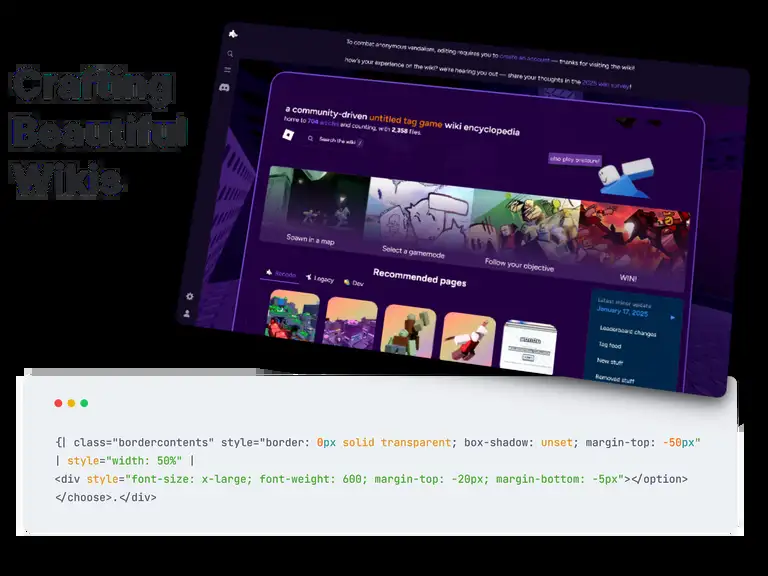 Crafting
Beautiful
Wikis
To combat anonymous vandalism, editing requires you to create an account — thanks for visiting the wiki!
how's your experience on the wiki? we're hearing you out — share your thoughts in the 2025 wiki survey!
a community-driven untitled tag game wiki encyclopedia
home to 704 articles and counting, with 2,358 files.
Search the wiki /
also play gratuun!
Spawn in a map
Select a gamemode
Follow your objective
WIN!
Recommended pages
Legacy
Dev
Latest minor update
January 17, 2025
Leaderboard changes
Tag feed
New stuff
Removed stuff
{| class="bordercontents" style="border: 0px solid transparent; box-shadow: unset; margin-top: -50px"
| style="width: 50%" |
<div style="font-size: x-large; font-weight: 600; margin-top: -20px; margin-bottom: -5px"></option>
</choose>.</div>